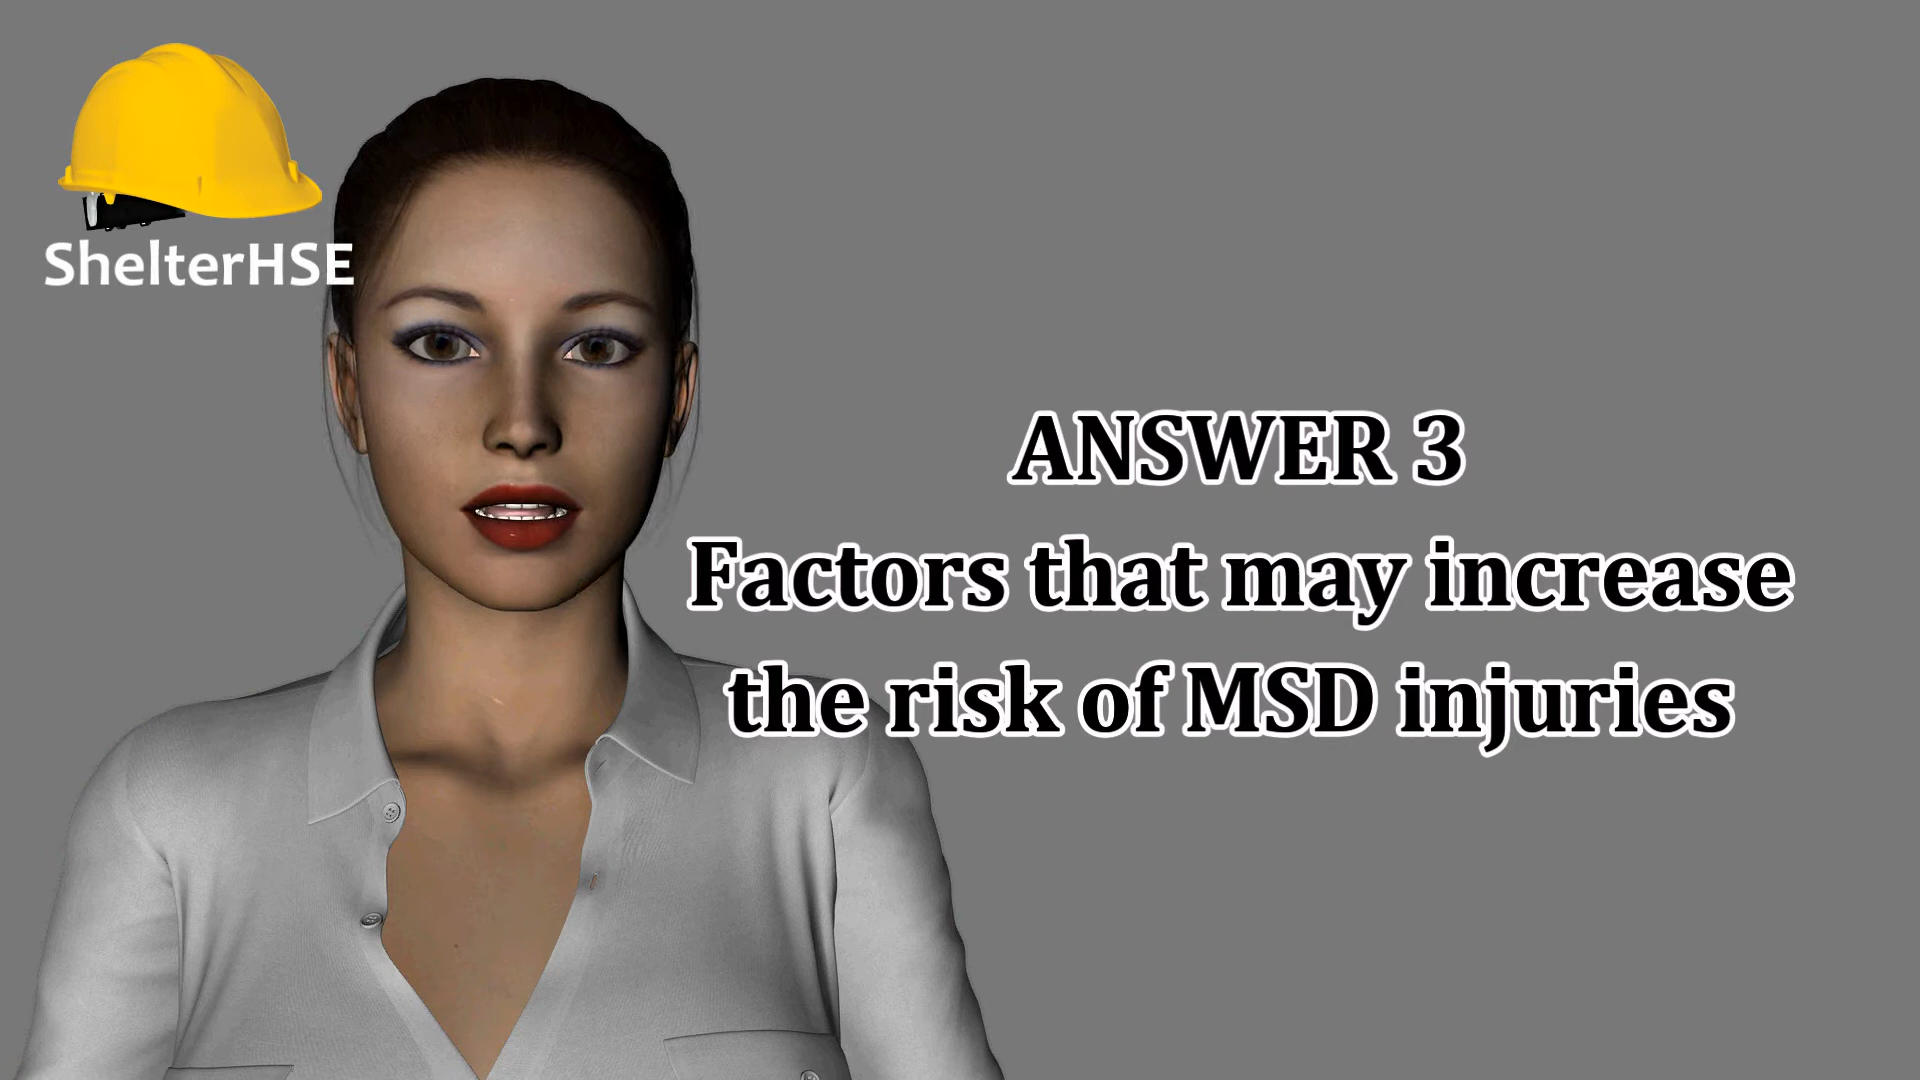 ShelterHSE
ANSWER 3
Factors that may increase
the risk of MSD injuries